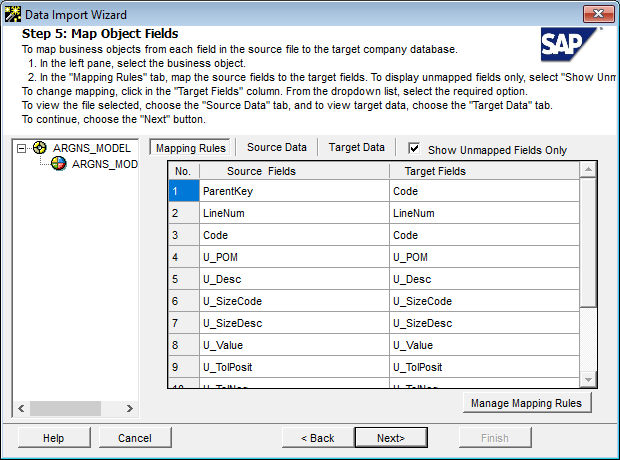 Data Import Wizard
Step 5: Map Object Fields
To map business objects from each field in the source file to the target company database.
1. In the left pane, select the business object.
2. In the "Mapping Rules" tab, map the source fields to the target fields. To display unmapped fields only, select "Show Unm
To change mapping, click in the "Target Fields" column. From the dropdown list, select the required option.
To view the file selected, choose the "Source Data" tab, and to view target data, choose the "Target Data" tab.
To continue, choose the "Next" button.
SAP
ARGNS_MODEL
ARGNS_MOD
Mapping Rules Source Data Target Data Show Unmapped Fields Only
No. Source Fields Target Fields
1 ParentKey Code
2 LineNum LineNum
3 Code Code
4 U_POM U_POM
5 U_Desc U_Desc
6 U_SizeCode U_SizeCode
7 U_SizeDesc U_SizeDesc
8 U_Value U_Value
9 U_TolPosit U_TolPosit
10 U_TolNeg U_TolNeg
Manage Mapping Rules
Help Cancel < Back Next> Finish